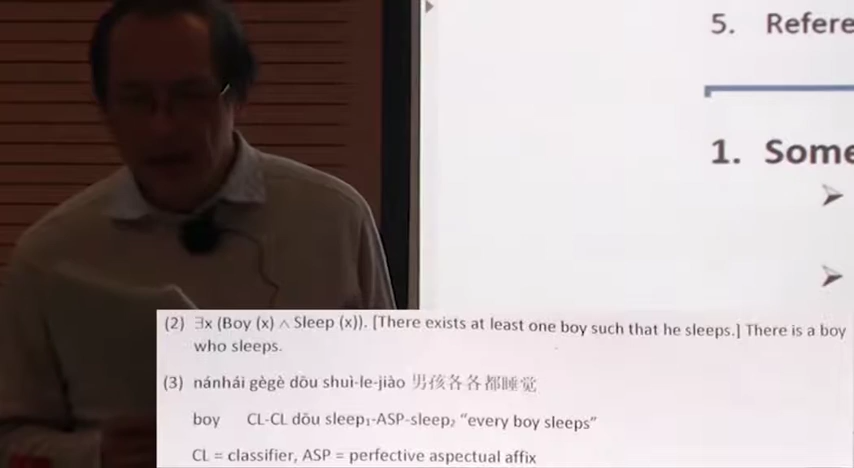 5. Refere
1. Some
(2) ∃x (Boy (x) ∧ Sleep (x)). [There exists at least one boy such that he sleeps.] There is a boy
who sleeps.
(3) nánhái gègè dōu shuì-le-jiào 男孩各各都睡觉
boy CL-CL dōu sleep₁-ASP-sleep₂ “every boy sleeps”
CL = classifier, ASP = perfective aspectual affix